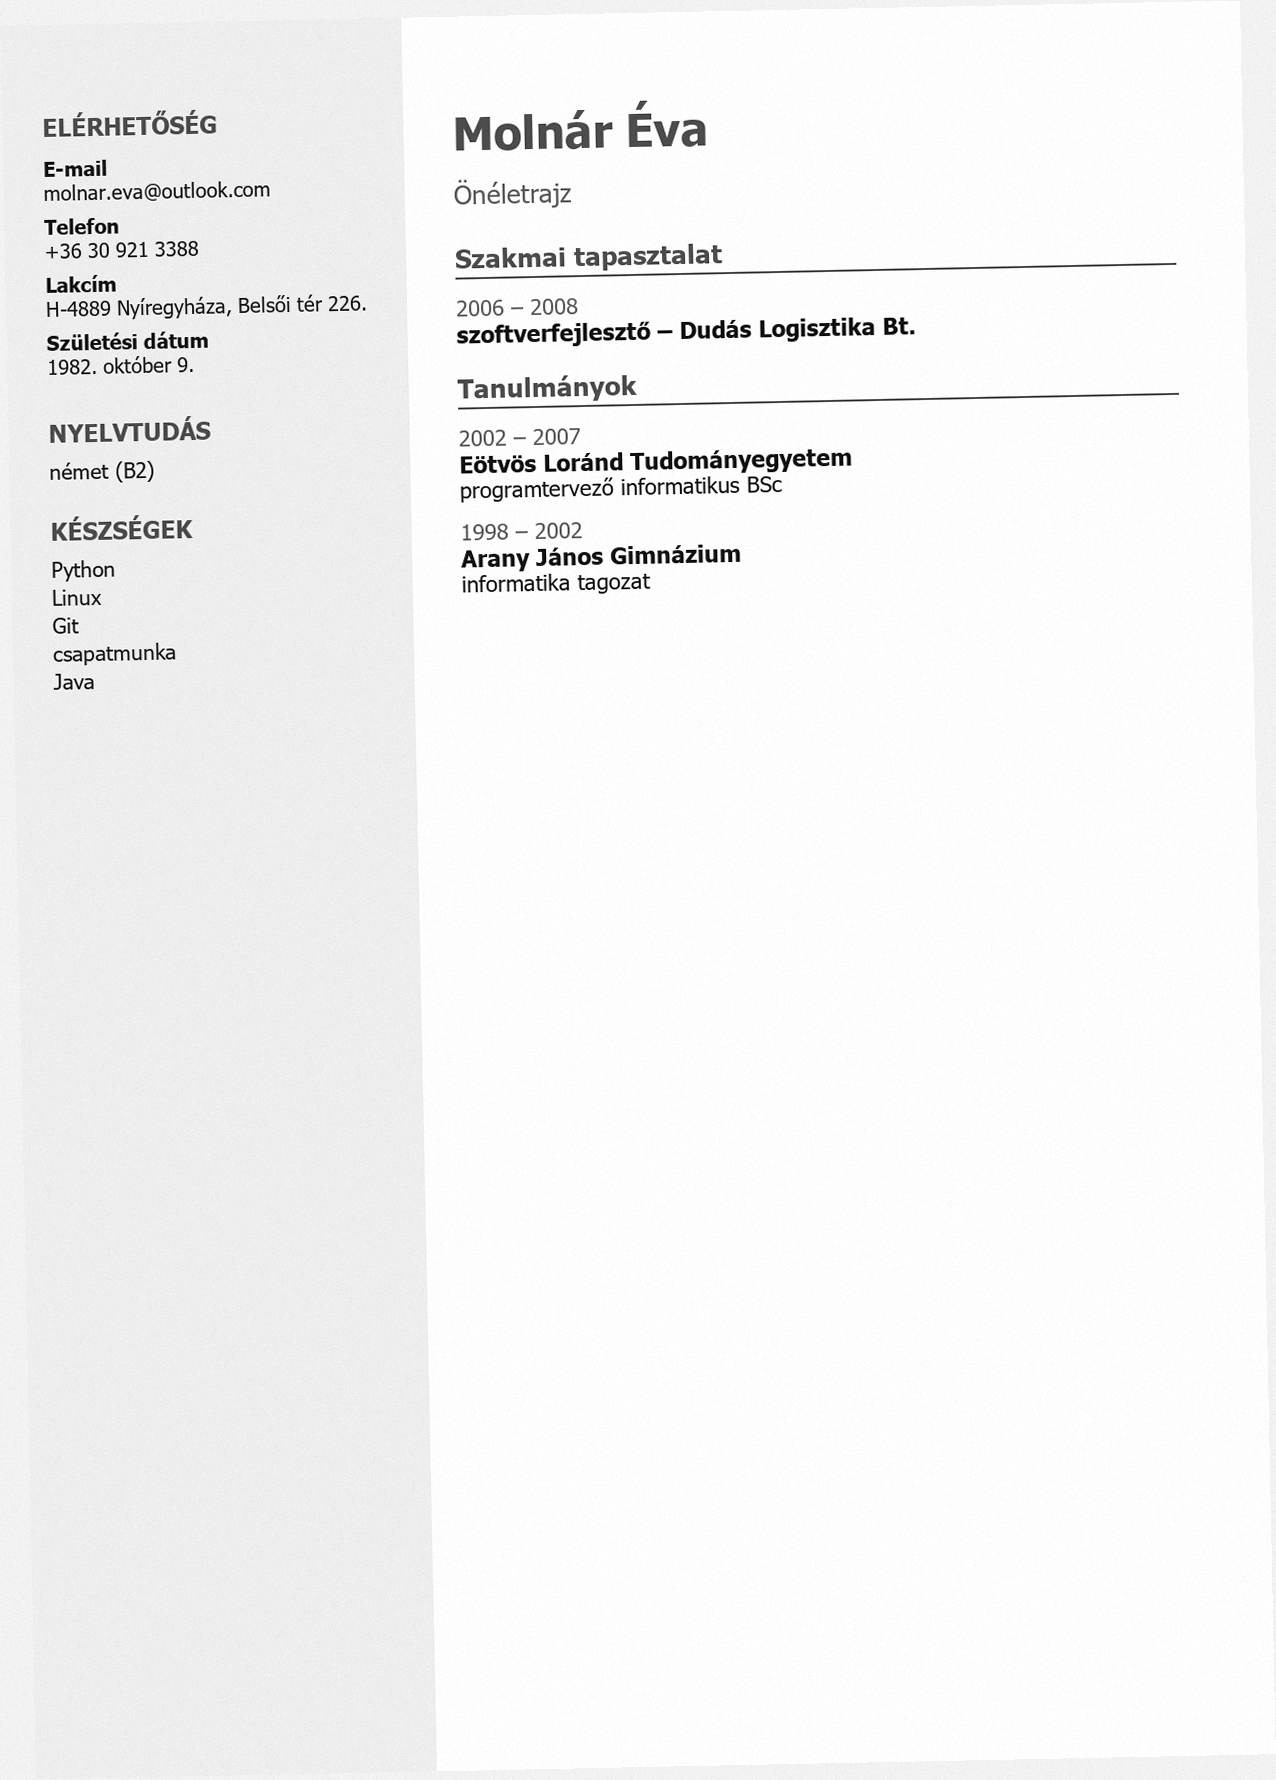 ELÉRHETŐSÉG
E-mail
molnar.eva@outlook.com
Telefon
+36 30 921 3388
Lakcím
H-4889 Nyíregyháza, Belsői tér 226.
Születési dátum
1982. október 9.
NYELVTUDÁS
német (B2)
KÉSZSÉGEK
Python
Linux
Git
csapatmunka
Java
Molnár Éva
Önéletrajz
Szakmai tapasztalat
2006 – 2008
szoftverfejlesztő – Dudás Logisztika Bt.
Tanulmányok
2002 – 2007
Eötvös Loránd Tudományegyetem
programtervező informatikus BSc
1998 – 2002
Arany János Gimnázium
informatika tagozat